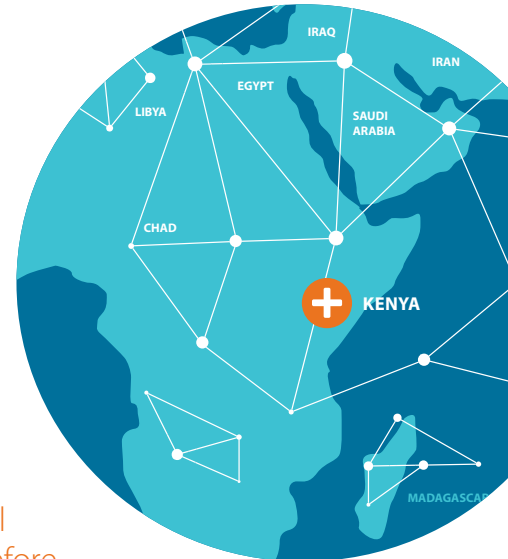 IRAQ
IRAN
EGYPT
LIBYA
SAUDI
ARABIA
CHAD
KENYA
MADAGASCAR